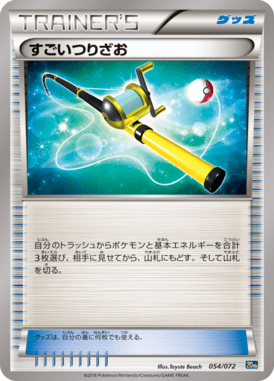 TRAINER'S
グッズ
すごいつりざお
自分のトラッシュからポケモンと基本エネルギーを合計
3枚選び、相手に見せてから、山札にもどす。そして山札
を切る。
グッズは、自分の番に何枚でも使える。
Illus.Toyste Beach
054/072
©2016 Pokémon/Nintendo/Creatures/GAME FREAK.